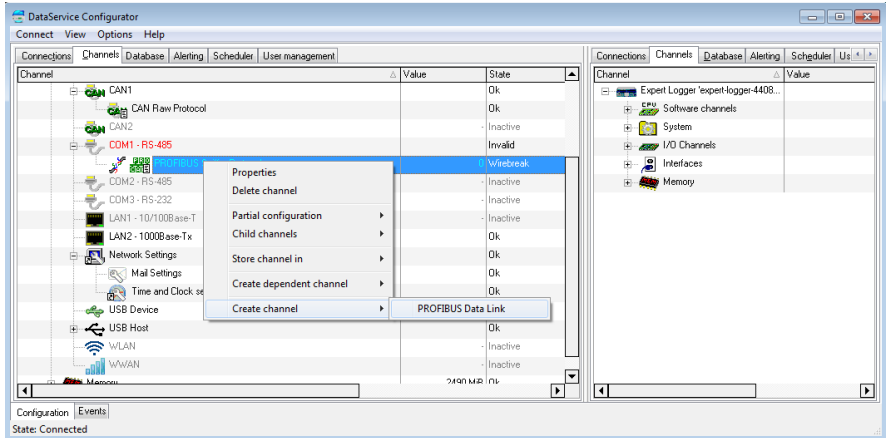 DataService Configurator
Connect View Options Help
Connections Channels Database Alerting Scheduler User management
Channel Value State
CAN1 Ok
CAN Raw Protocol Ok
CAN2 - Inactive
COM1 - RS-485 Invalid
PROFIBUS 0 Wirebreak
COM2 - RS-485 - Inactive
COM3 - RS-232 - Inactive
LAN1 - 10/100Base-T - Inactive
LAN2 - 1000Base-Tx Ok
Network Settings Ok
Mail Settings Ok
Time and Clock se Ok
USB Device Ok
USB Host Ok
WLAN - Inactive
WWAN - Inactive
Memory 2490 MiB Ok
Properties
Delete channel
Partial configuration
Child channels
Store channel in
Create dependent channel
Create channel
PROFIBUS Data Link
Connections Channels Database Alerting Scheduler Us
Channel Value
Expert Logger 'expert-logger-4408...
Software channels
System
I/O Channels
Interfaces
Memory
Configuration Events
State: Connected